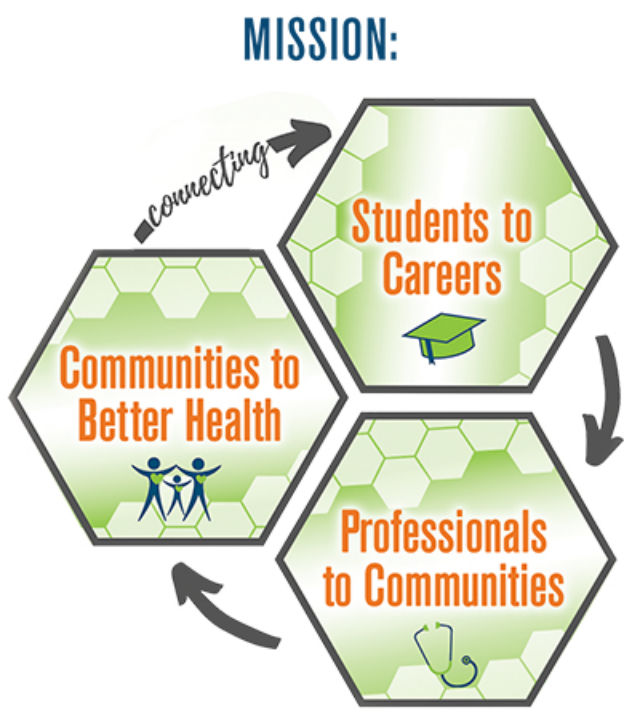 MISSION:
connecting
Students to
Careers
Communities to
Better Health
Professionals
to Communities